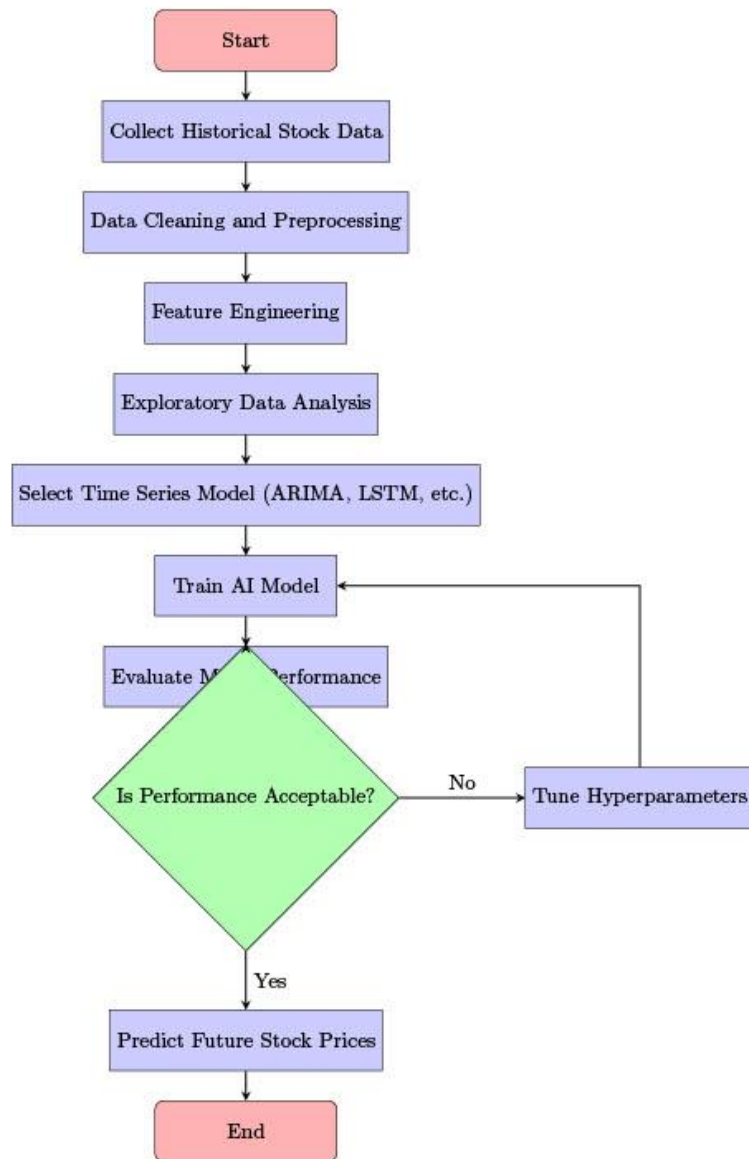 Start
Collect Historical Stock Data
Data Cleaning and Preprocessing
Feature Engineering
Exploratory Data Analysis
Select Time Series Model (ARIMA, LSTM, etc.)
Train AI Model
Evaluate Performance
Is Performance Acceptable?
No
Tune Hyperparameters
Yes
Predict Future Stock Prices
End